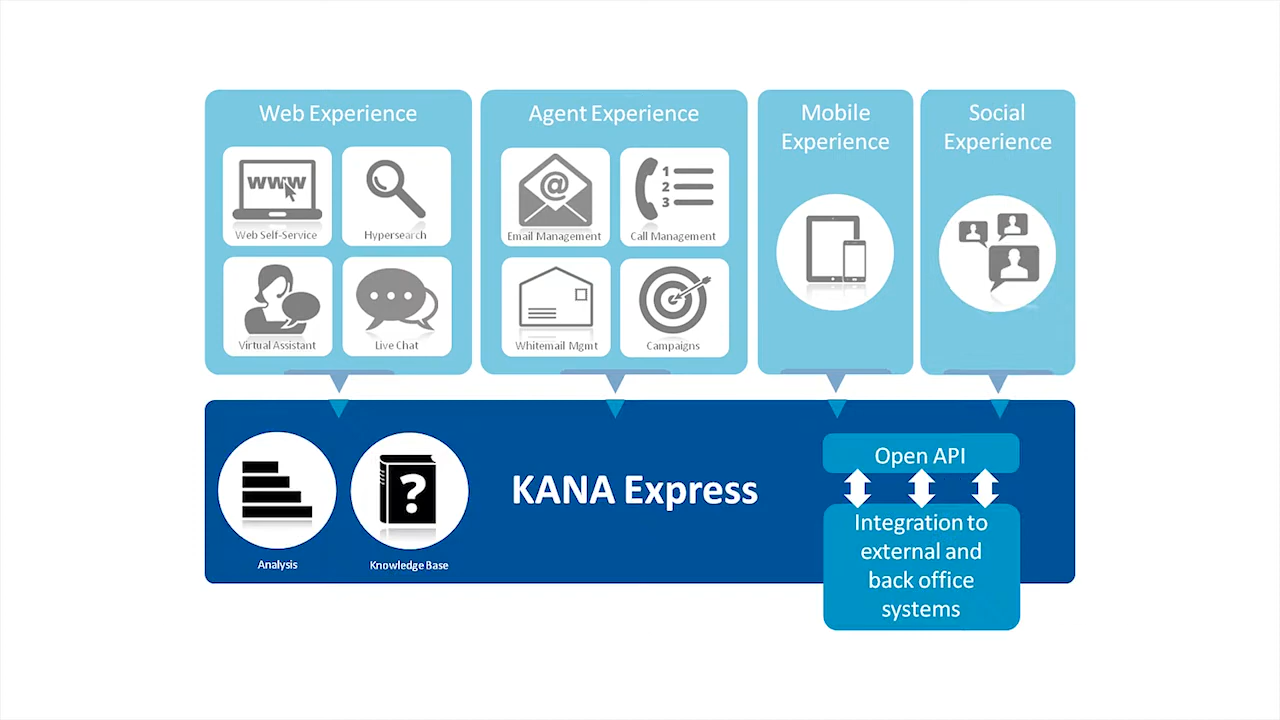 Web Experience
Agent Experience
Mobile
Experience
Social
Experience
www
Web Self-Service
Hypersearch
@
Email Management
1
2
3
Call Management
Virtual Assistant
Live Chat
Whitemail Mgmt
Campaigns
KANA Express
?
Analysis
Knowledge Base
Open API
Integration to
external and
back office
systems